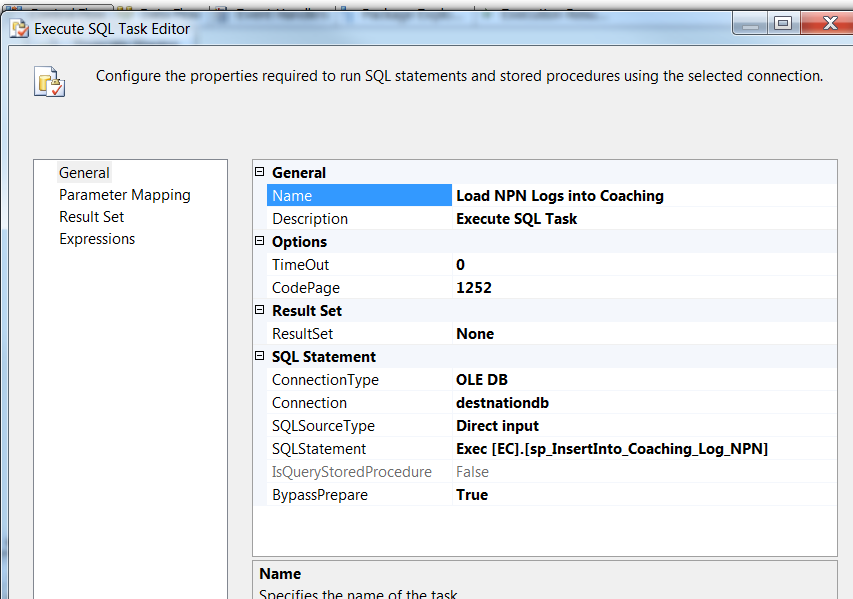 Execute SQL Task Editor
Configure the properties required to run SQL statements and stored procedures using the selected connection.
General
Parameter Mapping
Result Set
Expressions
General
Name Load NPN Logs into Coaching
Description Execute SQL Task
Options
TimeOut 0
CodePage 1252
Result Set
ResultSet None
SQL Statement
ConnectionType OLE DB
Connection destnationdb
SQLSourceType Direct input
SQLStatement Exec [EC].[sp_InsertInto_Coaching_Log_NPN]
IsQueryStoredProcedure False
BypassPrepare True
Name
Specifies the name of the task